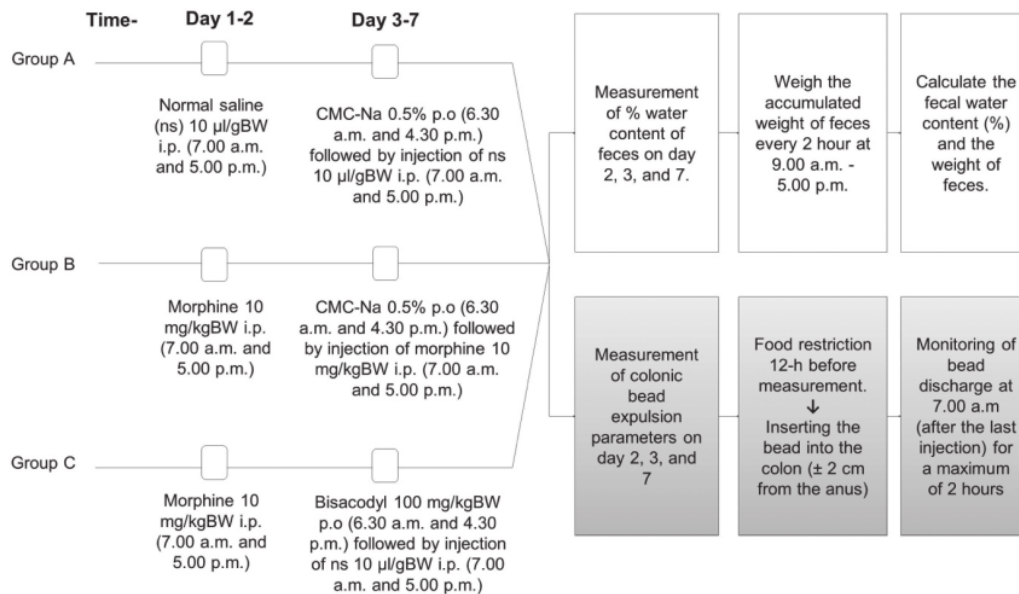 Time-
Day 1-2
Day 3-7
Group A
Normal saline
(ns) 10 µl/gBW
i.p. (7.00 a.m.
and 5.00 p.m.)
CMC-Na 0.5% p.o (6.30
a.m. and 4.30 p.m.)
followed by injection of ns
10 µl/gBW i.p. (7.00 a.m.
and 5.00 p.m.)
Group B
Morphine 10
mg/kgBW i.p.
(7.00 a.m. and
5.00 p.m.)
CMC-Na 0.5% p.o (6.30
a.m. and 4.30 p.m.) followed
by injection of morphine 10
mg/kgBW i.p. (7.00 a.m.
and 5.00 p.m.)
Group C
Morphine 10
mg/kgBW i.p.
(7.00 a.m. and
5.00 p.m.)
Bisacodyl 100 mg/kgBW
p.o (6.30 a.m. and 4.30
p.m.) followed by injection
of ns 10 µl/gBW i.p. (7.00
a.m. and 5.00 p.m.)
Measurement
of % water
content of
feces on day
2, 3, and 7.
Weigh the
accumulated
weight of feces
every 2 hour at
9.00 a.m. -
5.00 p.m.
Calculate the
fecal water
content (%)
and the
weight of
feces.
Measurement
of colonic
bead
expulsion
parameters on
day 2, 3, and
7
Food restriction
12-h before
measurement.
↓
Inserting the
bead into the
colon (± 2 cm
from the anus)
Monitoring of
bead
discharge at
7.00 a.m
(after the last
injection) for
a maximum
of 2 hours